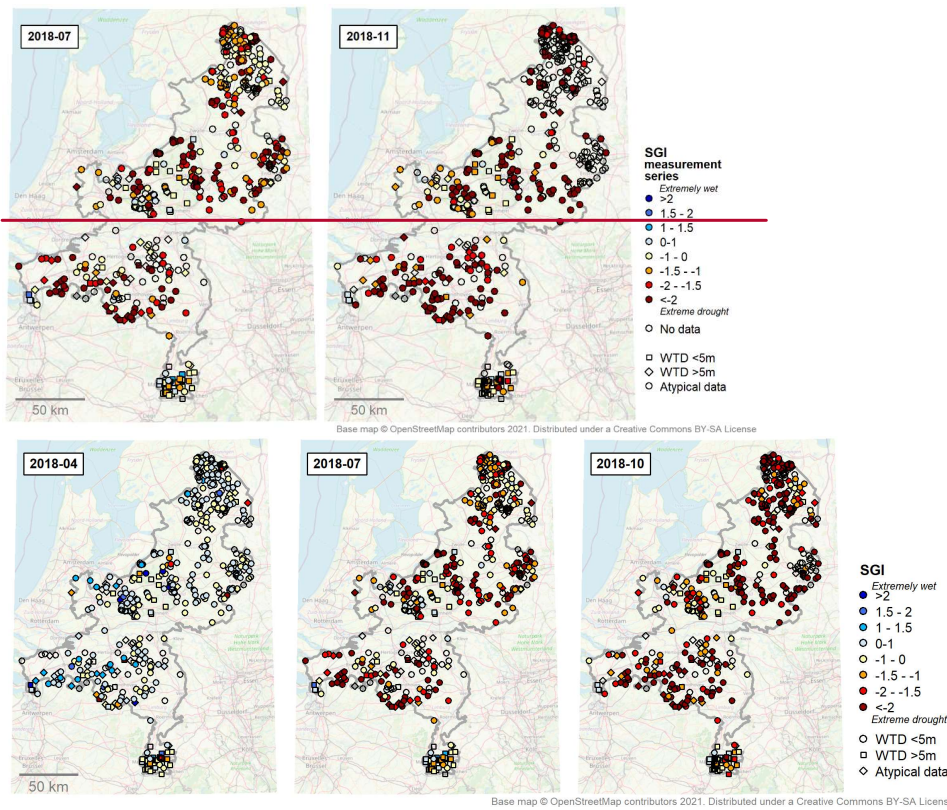 2018-07
2018-11
Amsterdam
Den Haag
Essen
Düsseldorf
Antwerpen
50 km
50 km
SGI
measurement
series
Extremely wet
>2
1.5 - 2
1 - 1.5
0-1
-1 - 0
-1.5 - -1
-2 - -1.5
<-2
Extreme drought
No data
WTD <5m
WTD >5m
Atypical data
Base map © OpenStreetMap contributors 2021. Distributed under a Creative Commons BY-SA License
2018-04
2018-07
2018-10
Den Haag
Rotterdam
Antwerpen
50 km
SGI
Extremely wet
>2
1.5 - 2
1 - 1.5
0-1
-1 - 0
-1.5 - -1
-2 - -1.5
<-2
Extreme drought
WTD <5m
WTD >5m
Atypical data
Base map © OpenStreetMap contributors 2021. Distributed under a Creative Commons BY-SA License